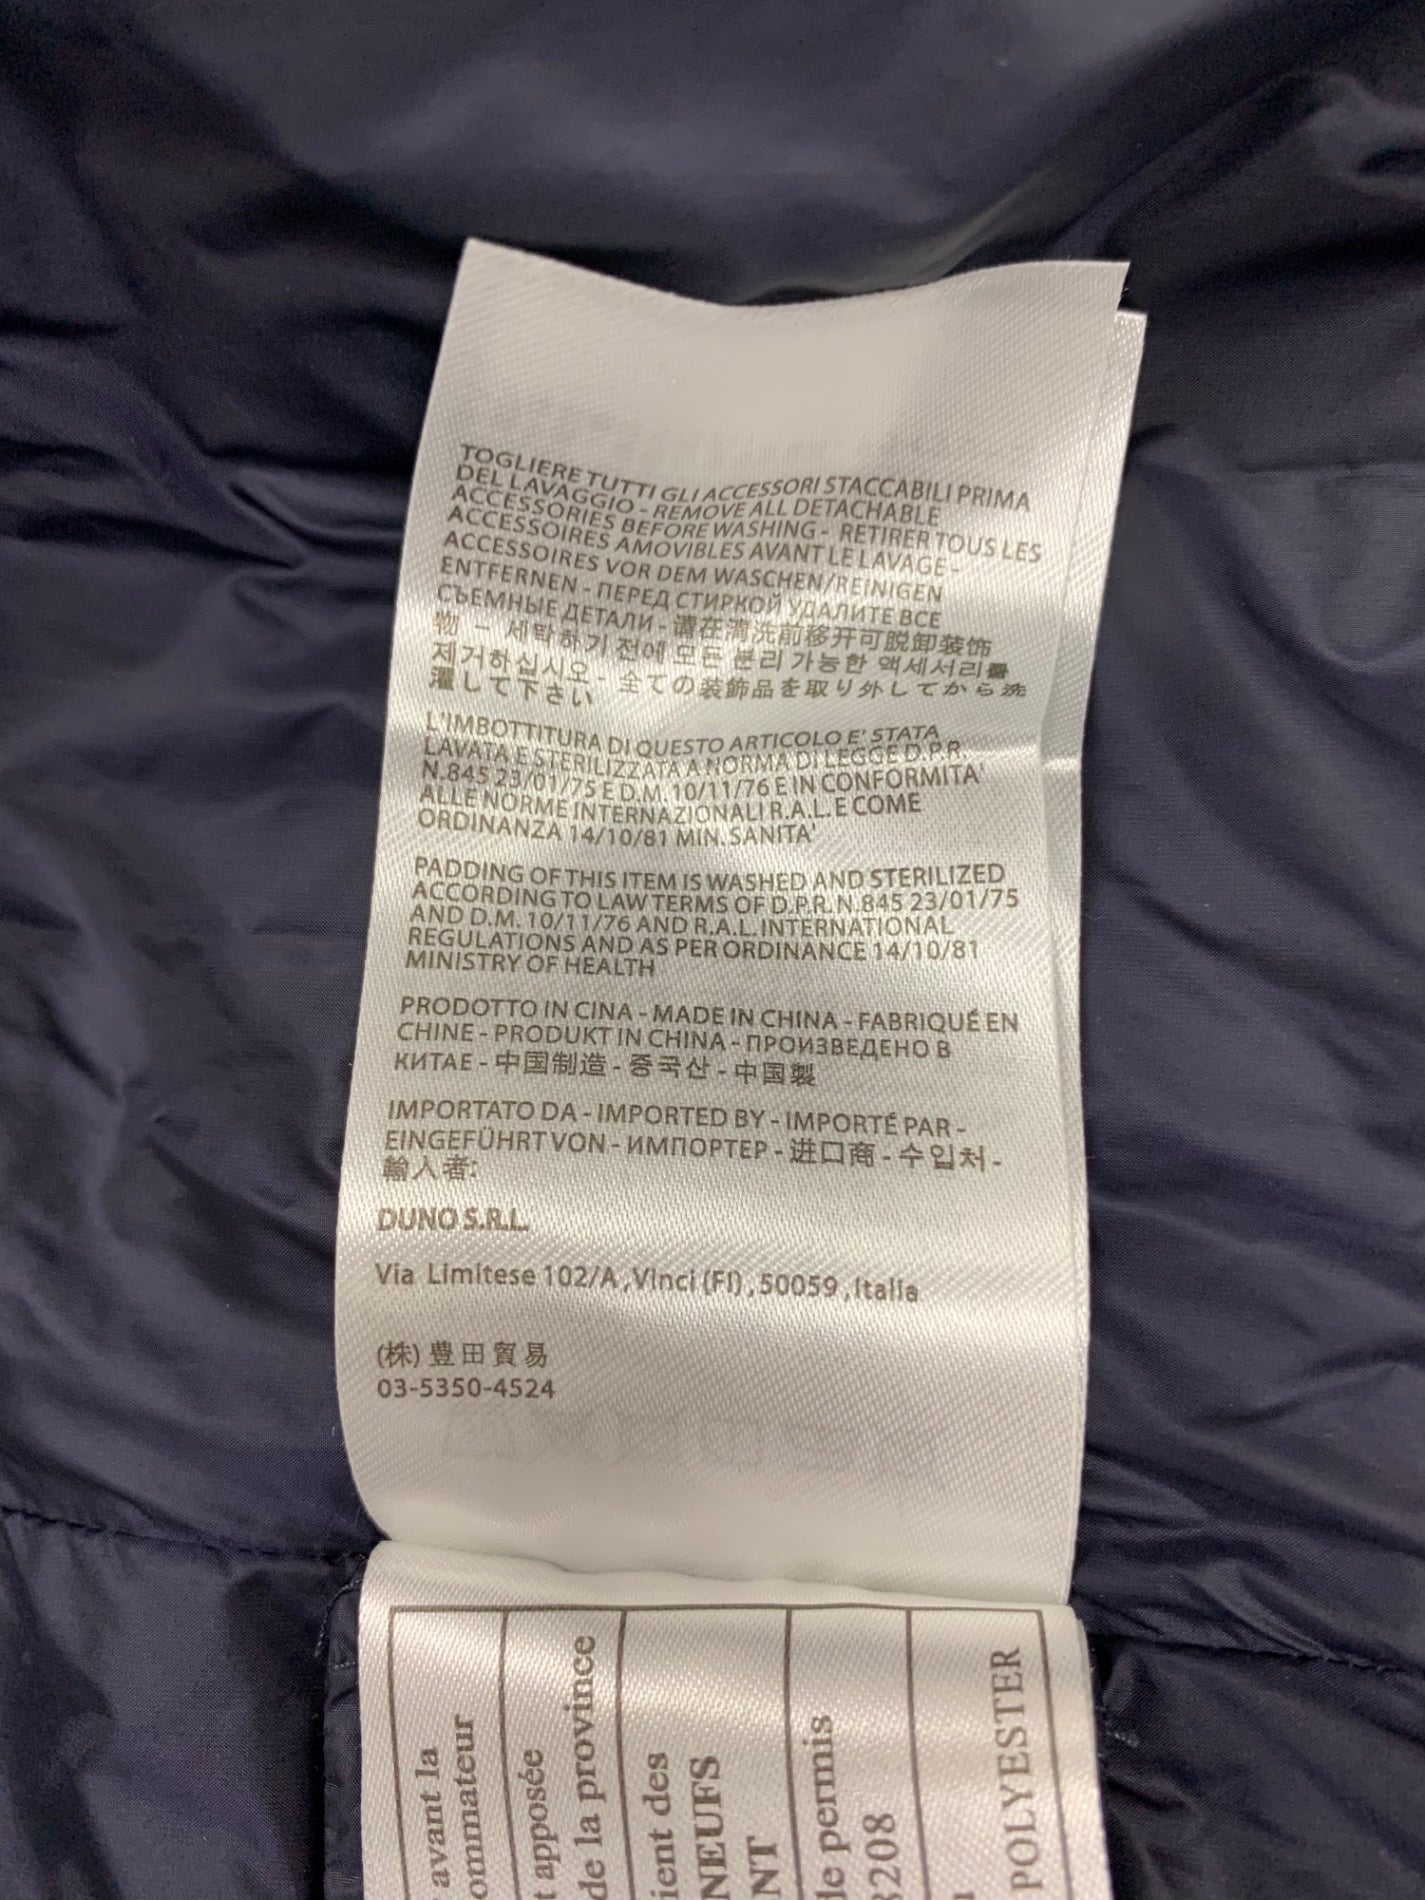 TOGLIERE TUTTI GLI ACCESSORI STACCABILI PRIMA
DEL LAVAGGIO - REMOVE ALL DETACHABLE
ACCESSORIES BEFORE WASHING - RETIRER TOUS LES
ACCESSOIRES AMOVIBLES AVANT LE LAVAGE -
ACCESSOIRES VOR DEM WASCHEN/REINIGEN
ENTFERNEN - ПЕРЕД СТИРКОЙ УДАЛИТЕ ВСЕ
СЪЕМНЫЕ ДЕТАЛИ - 请在清洗前移开可脱卸装饰
物 - 세탁하기 전에 모든 분리 가능한 액세서리를
제거하십시오 - 全ての装飾品を取り外してから洗
濯して下さい
L'IMBOTTITURA DI QUESTO ARTICOLO E' STATA
LAVATA E STERILIZZATA A NORMA DI LEGGE D.P.R.
N.845 23/01/75 E D.M. 10/11/76 E IN CONFORMITA'
ALLE NORME INTERNAZIONALI R.A.L. E COME
ORDINANZA 14/10/81 MIN. SANITA'
PADDING OF THIS ITEM IS WASHED AND STERILIZED
ACCORDING TO LAW TERMS OF D.P.R. N.845 23/01/75
AND D.M. 10/11/76 AND R.A.L. INTERNATIONAL
REGULATIONS AND AS PER ORDINANCE 14/10/81
MINISTRY OF HEALTH
PRODOTTO IN CINA - MADE IN CHINA - FABRIQUÉ EN
CHINE - PRODUKT IN CHINA - ПРОИЗВЕДЕНО В
КИТАЕ - 中国制造 - 중국산 - 中国製
IMPORTATO DA - IMPORTED BY - IMPORTÉ PAR -
EINGEFÜHRT VON - ИМПОРТЕР - 进口商 - 수입처 -
輸入者:
DUNO S.R.L.
Via Limitese 102/A , Vinci (FI) , 50059 , Italia
(株) 豊田貿易
03-5350-4524
avant la
ommateur
t apposée
de la province
ient des
NEUFS
ANT
le permis
3208
POLYESTER